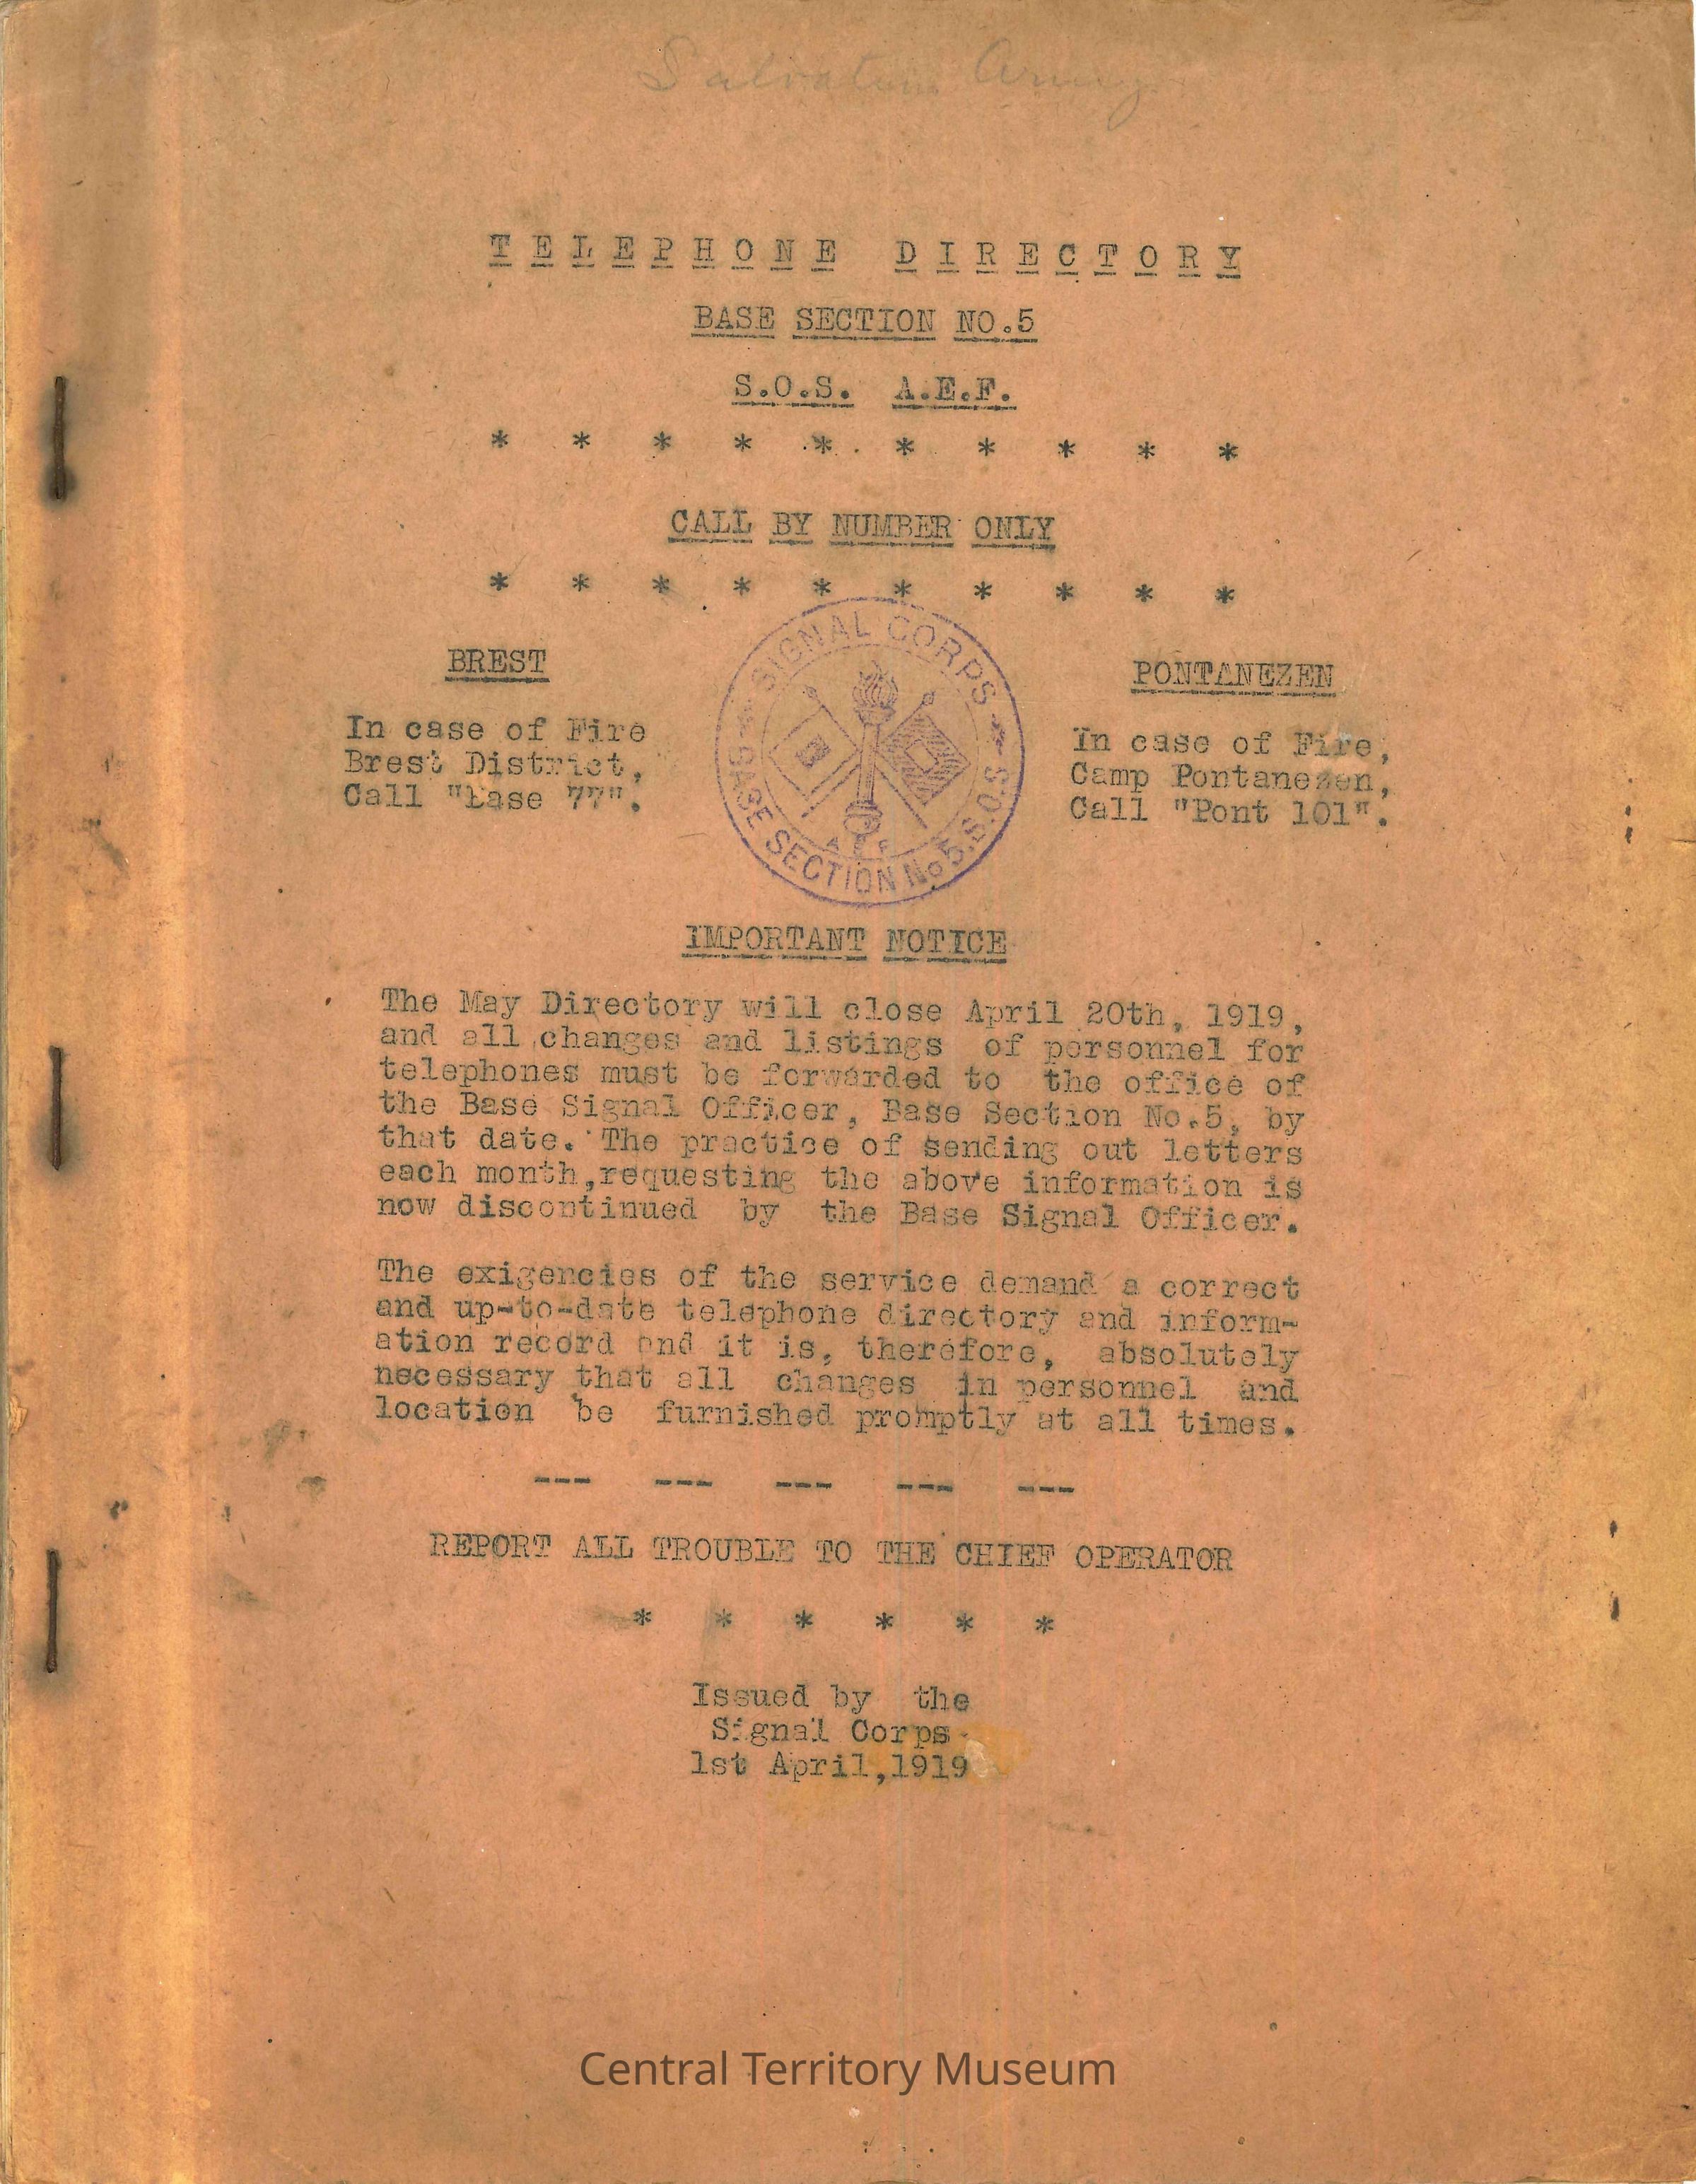 Salvation Army
TELEPHONE DIRECTORY
BASE SECTION NO.5
S.O.S. A.E.F.
* * * * * * * * * *
CALL BY NUMBER ONLY
* * * * * * * * * *
SIGNAL CORPS
BASE SECTION No 5. S.O.S.
A E F
BREST
In case of Fire
Brest District,
Call "Base 77".
PONTANEZEN
In case of Fire,
Camp Pontanezen,
Call "Pont 101".
IMPORTANT NOTICE
The May Directory will close April 20th, 1919,
and all changes and listings of personnel for
telephones must be forwarded to the office of
the Base Signal Officer, Base Section No.5, by
that date. The practice of sending out letters
each month,requesting the above information is
now discontinued by the Base Signal Officer.
The exigencies of the service demand a correct
and up-to-date telephone directory and inform-
ation record and it is, therefore, absolutely
necessary that all changes in personnel and
location be furnished promptly at all times.
--- --- --- --- ---
REPORT ALL TROUBLE TO THE CHIEF OPERATOR
* * * * * *
Issued by the
Signal Corps
1st April,1919
Central Territory Museum